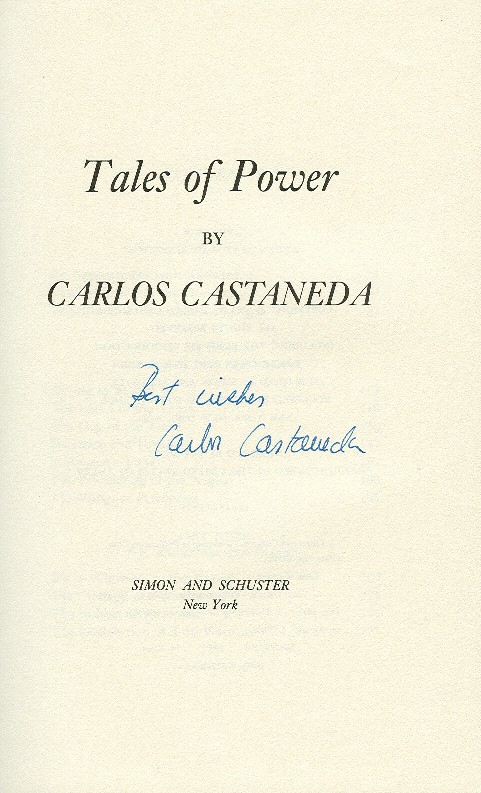 Tales of Power
BY
CARLOS CASTANEDA
Best wishes
Carlos Castaneda
SIMON AND SCHUSTER
New York